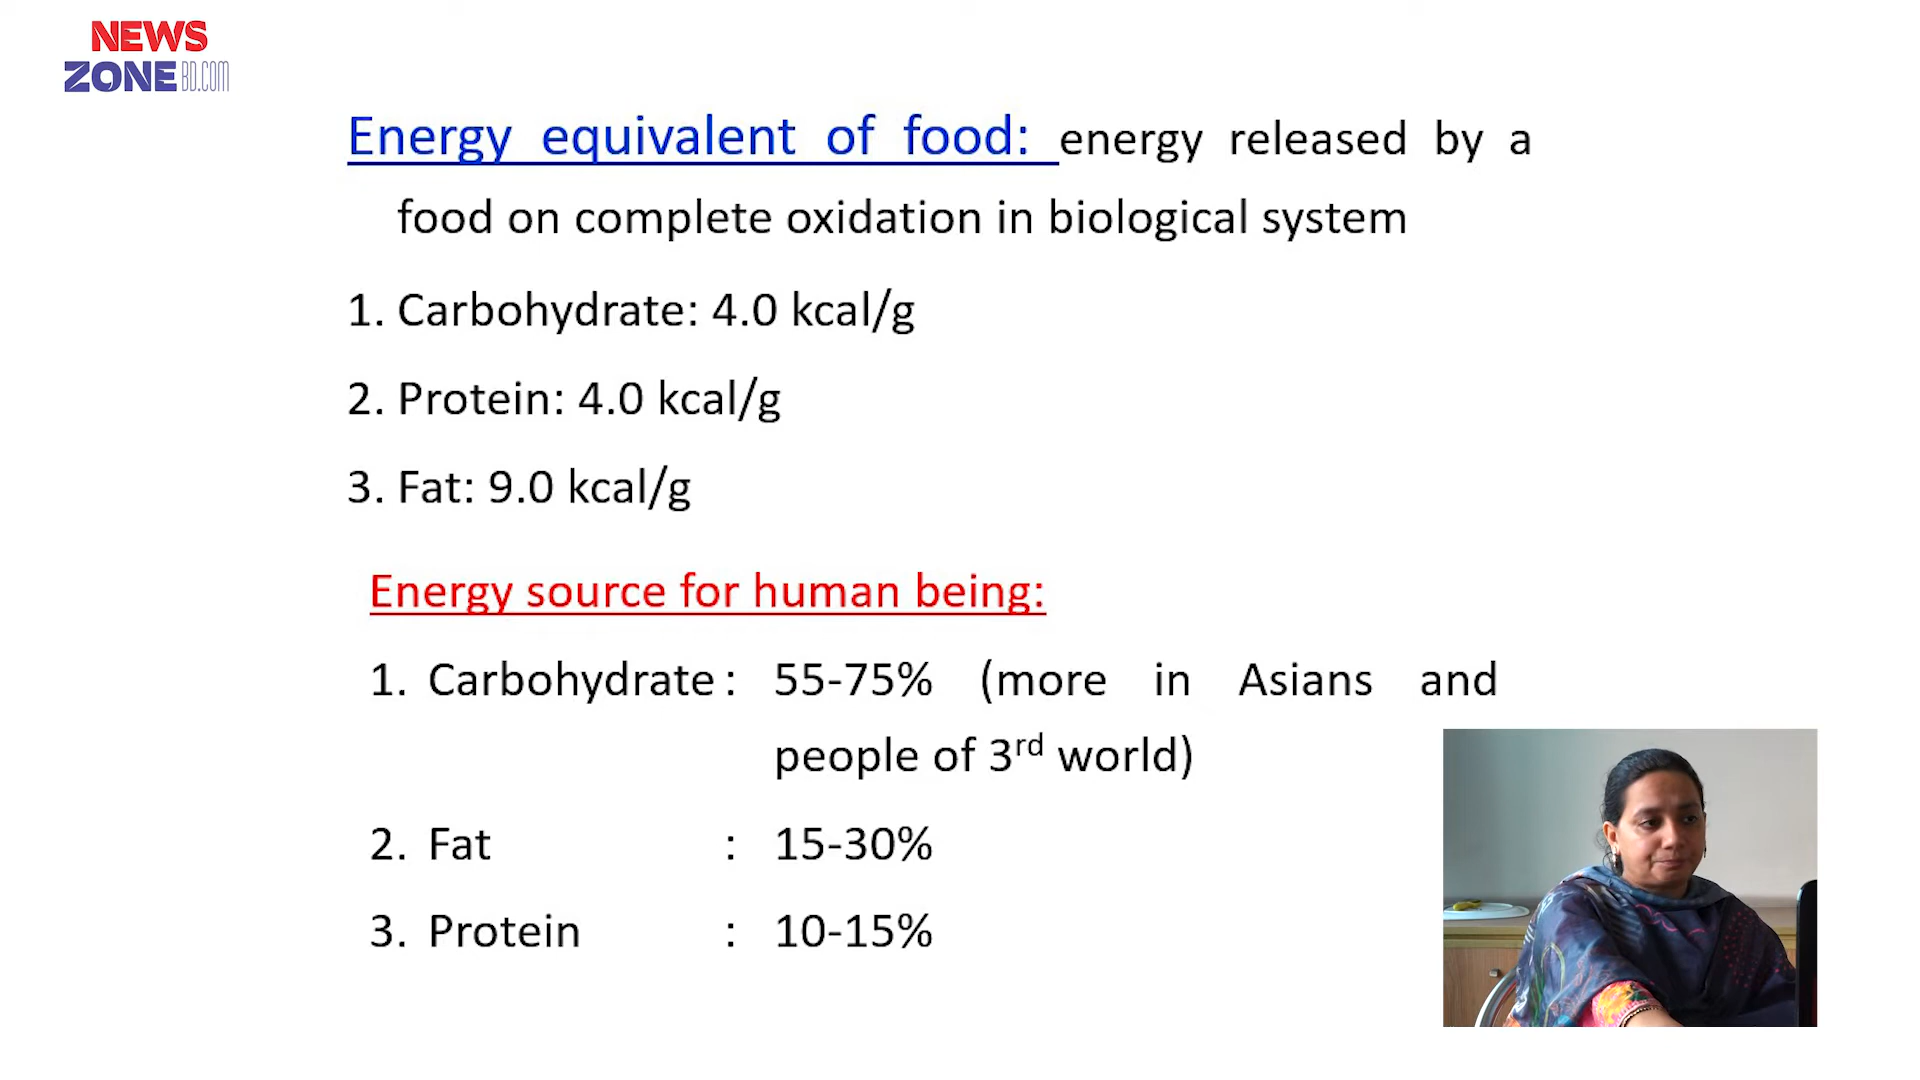 NEWS
ZONE BD.COM
Energy equivalent of food: energy released by a
food on complete oxidation in biological system
1. Carbohydrate: 4.0 kcal/g
2. Protein: 4.0 kcal/g
3. Fat: 9.0 kcal/g
Energy source for human being:
1. Carbohydrate : 55-75% (more in Asians and
people of 3rd world)
2. Fat : 15-30%
3. Protein : 10-15%